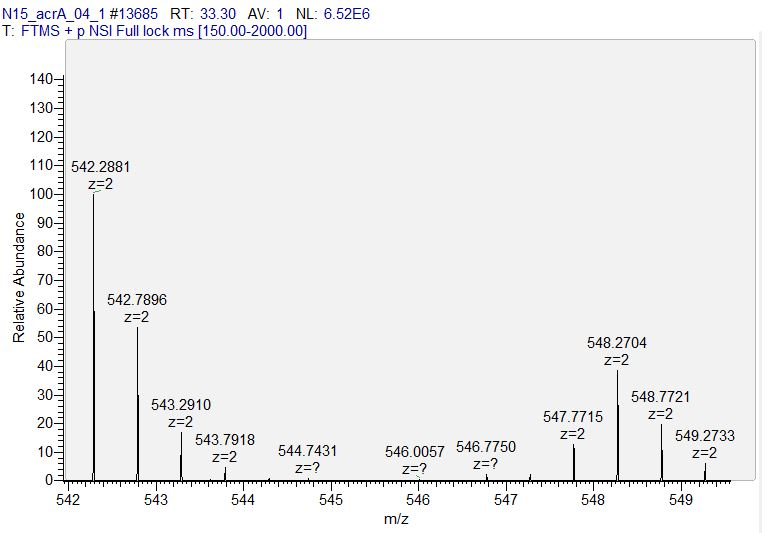 N15_acrA_04_1 #13685 RT: 33.30 AV: 1 NL: 6.52E6
T: FTMS + p NSI Full lock ms [150.00-2000.00]
140
130
120
110
100
90
80
70
60
50
40
30
20
10
0
Relative Abundance
542.2881
z=2
542.7896
z=2
543.2910
z=2
543.7918
z=2
544.7431
z=?
546.0057
z=?
546.7750
z=?
547.7715
z=2
548.2704
z=2
548.7721
z=2
549.2733
z=2
542 543 544 545 546 547 548 549
m/z